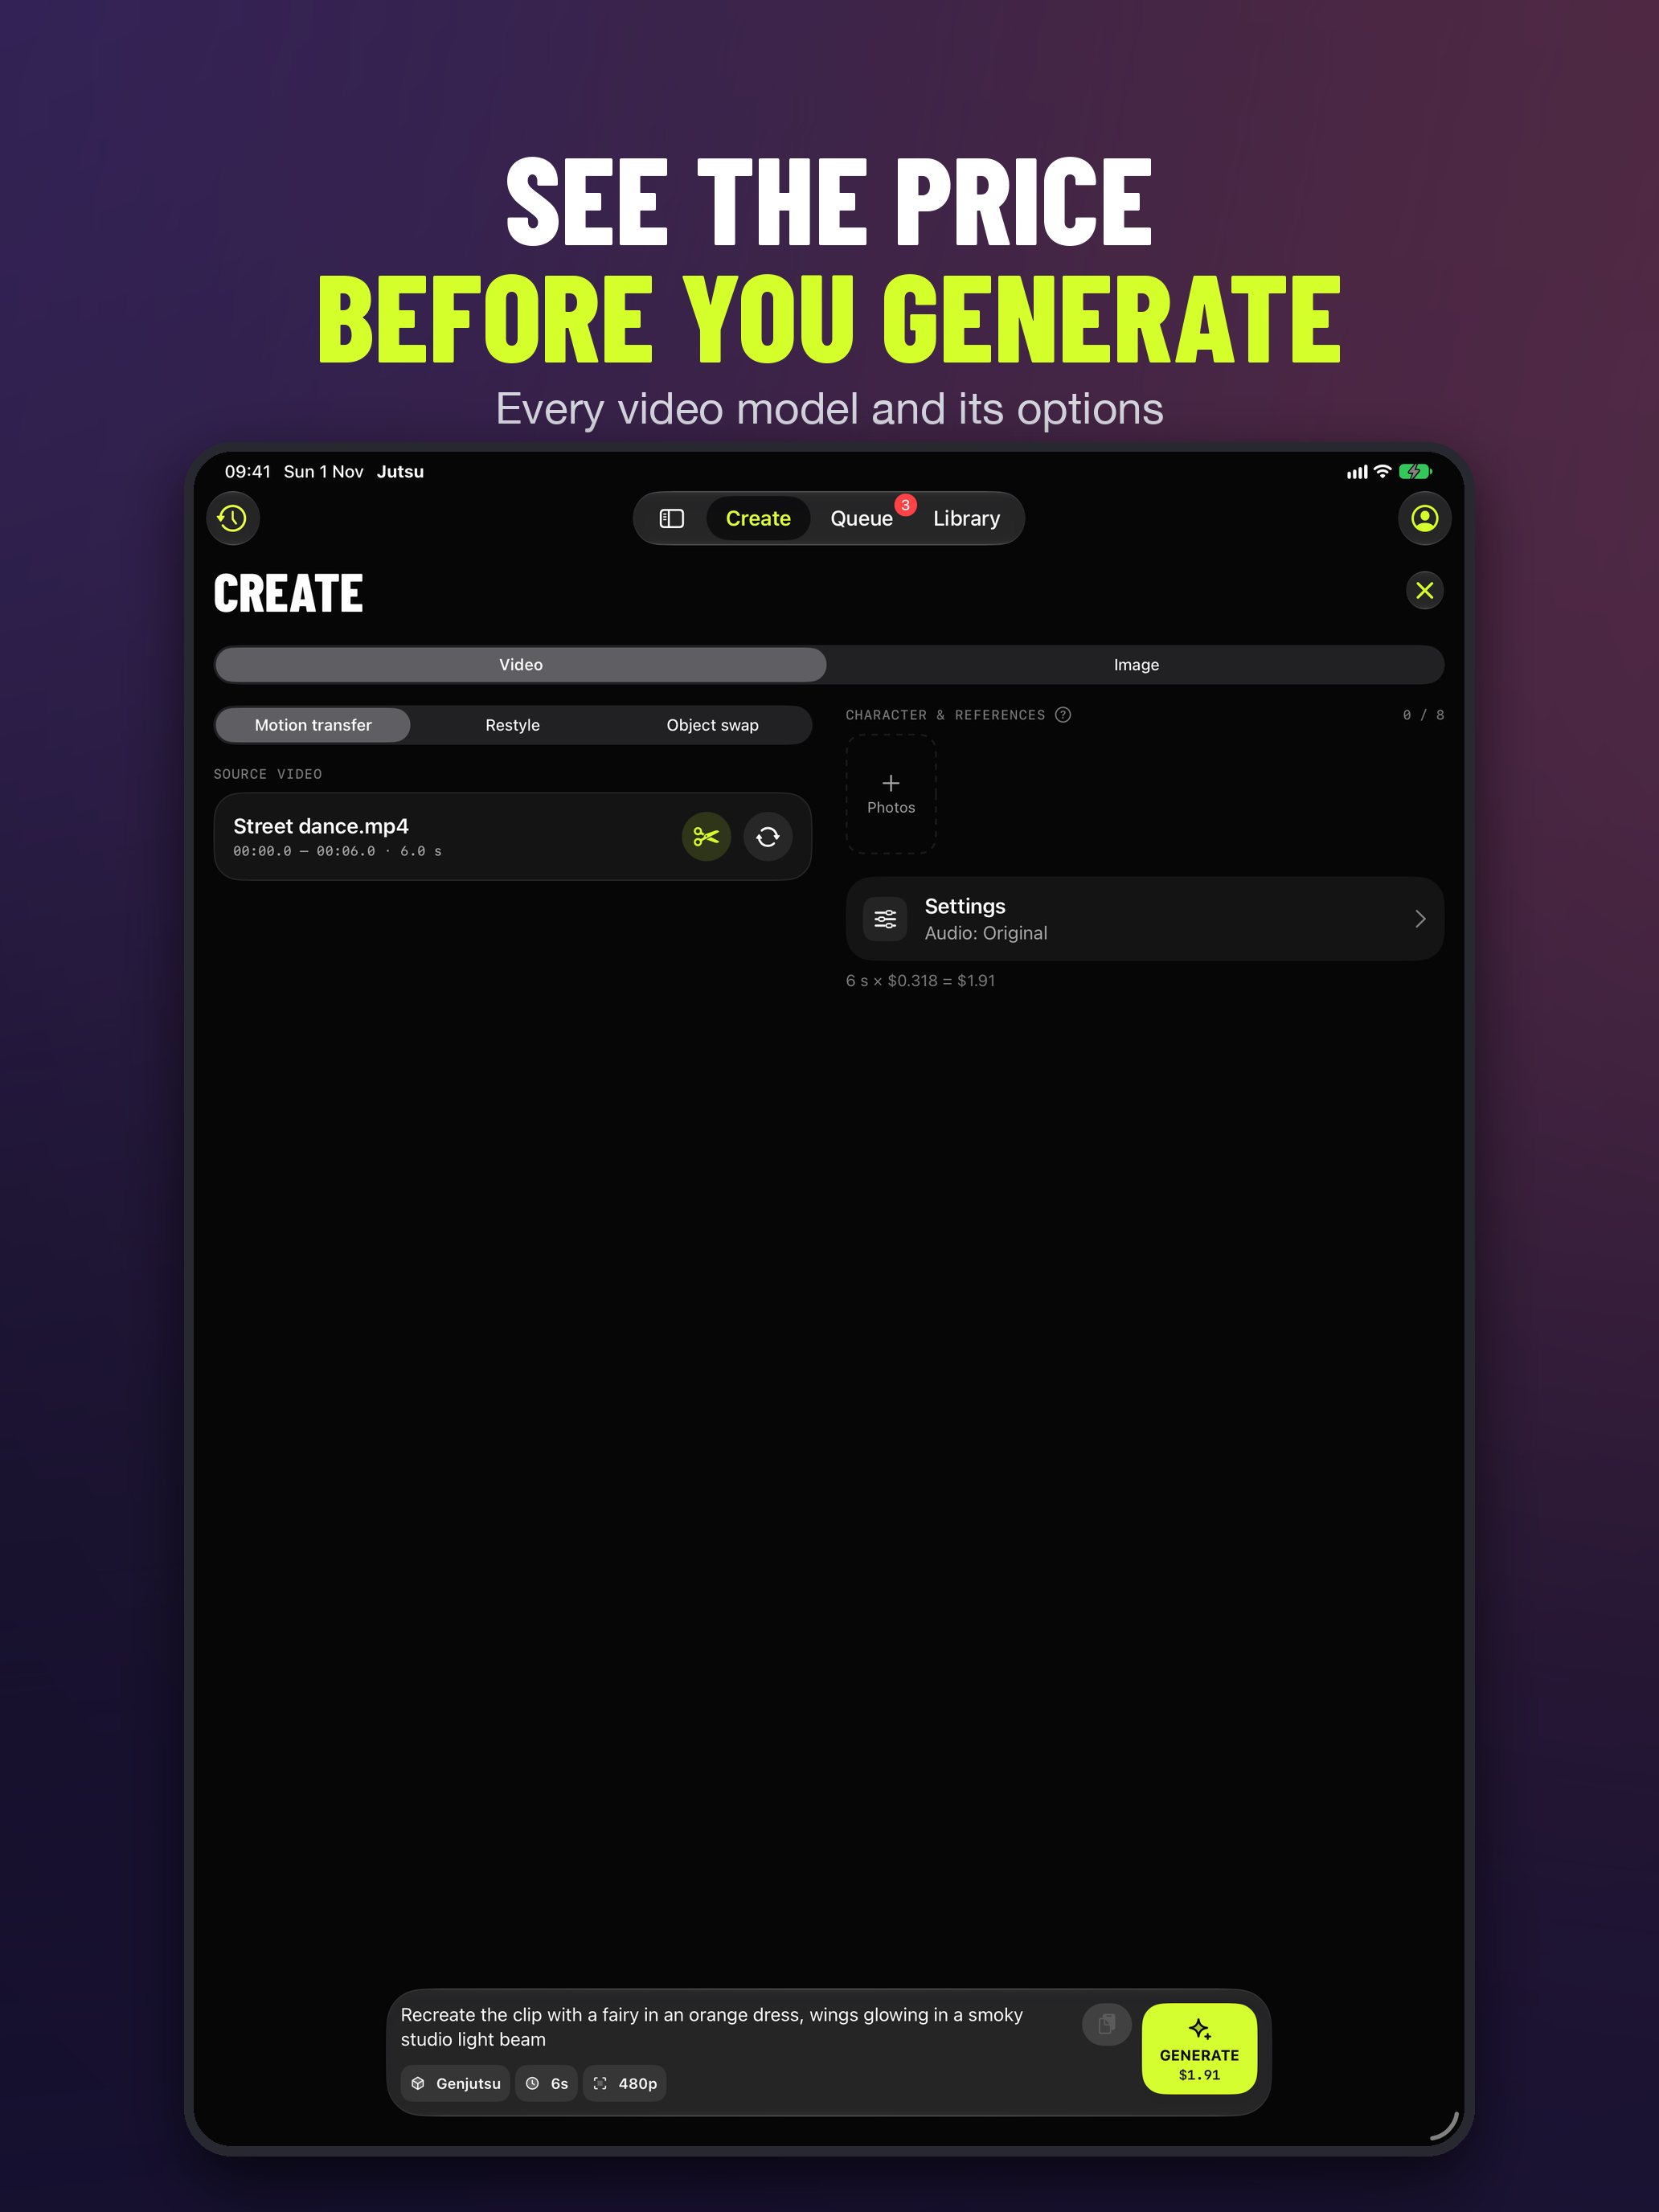 SEE THE PRICE
BEFORE YOU GENERATE
Every video model and its options
09:41 Sun 1 Nov Jutsu
Create Queue 3 Library
CREATE
Video Image
Motion transfer Restyle Object swap
SOURCE VIDEO
Street dance.mp4
00:00.0 — 00:06.0 · 6.0 s
CHARACTER & REFERENCES ? 0 / 8
+
Photos
Settings
Audio: Original
6 s × $0.318 = $1.91
Recreate the clip with a fairy in an orange dress, wings glowing in a smoky
studio light beam
Genjutsu 6s 480p
GENERATE
$1.91